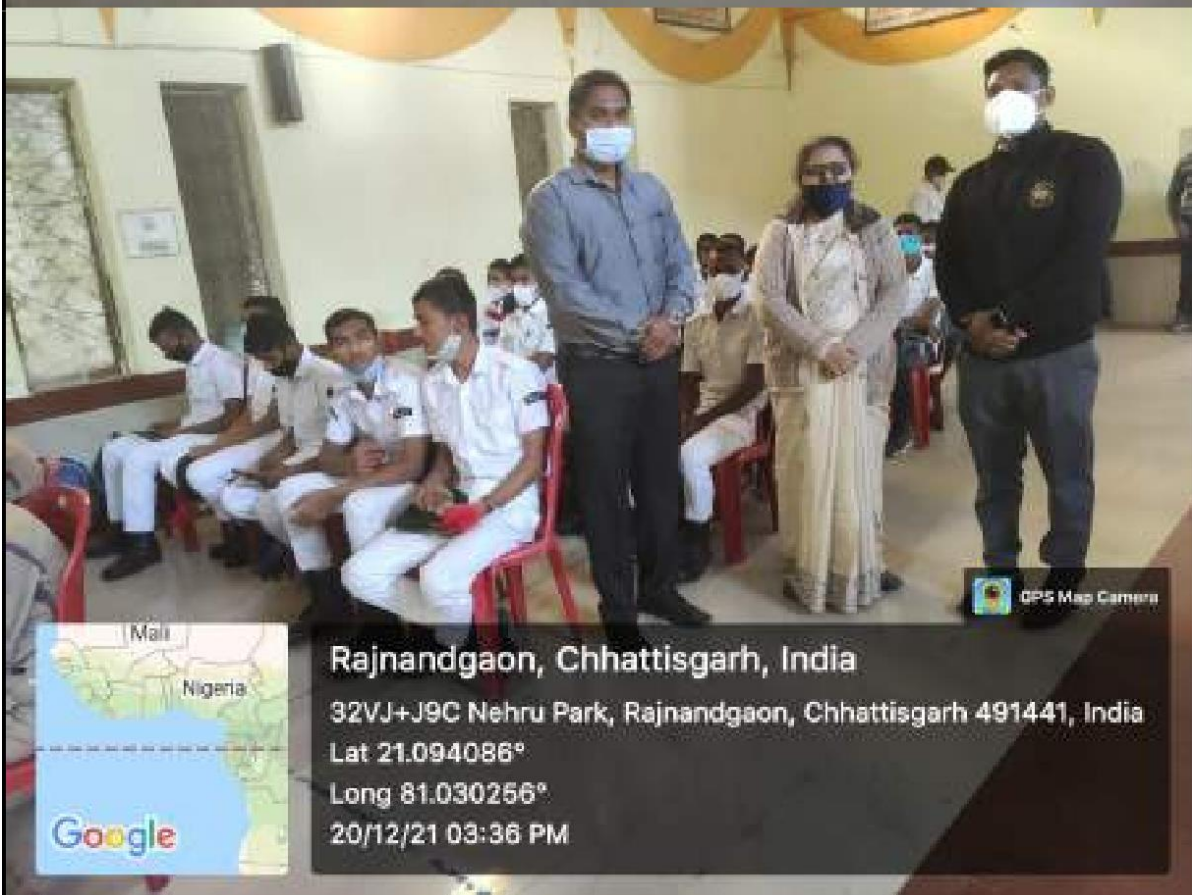 GPS Map Camera
Mali
Nigeria
Google
Rajnandgaon, Chhattisgarh, India
32VJ+J9C Nehru Park, Rajnandgaon, Chhattisgarh 491441, India
Lat 21.094086°
Long 81.030256°
20/12/21 03:36 PM